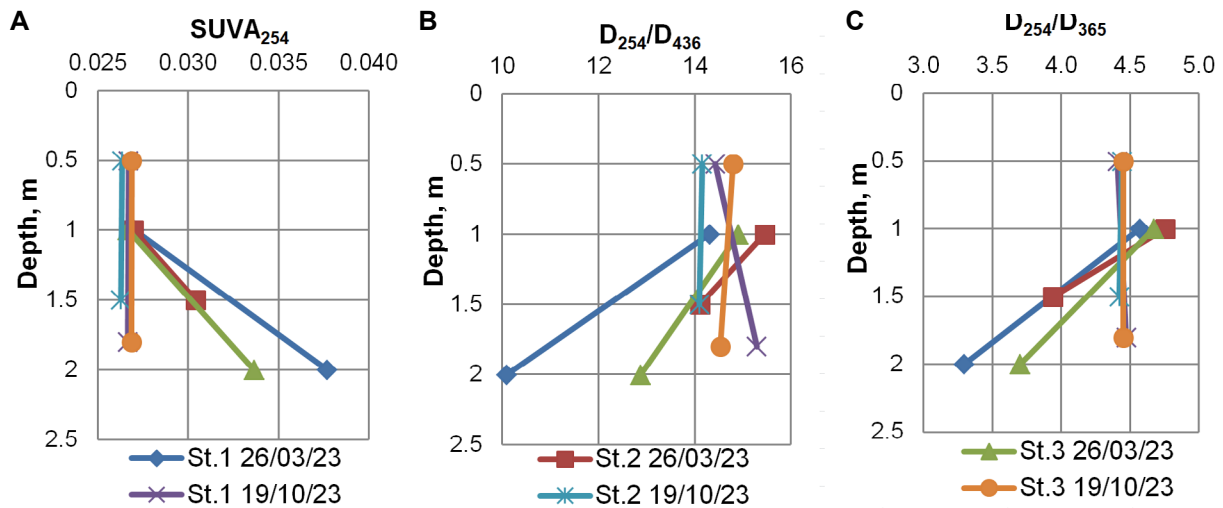 A
SUVA254
0.025 0.030 0.035 0.040
0
0.5
1
1.5
2
2.5
Depth, m
B
D254/D436
10 12 14 16
0
0.5
1
1.5
2
2.5
Depth, m
C
D254/D365
3.0 3.5 4.0 4.5 5.0
0
0.5
1
1.5
2
2.5
Depth, m
St.1 26/03/23
St.2 26/03/23
St.3 26/03/23
St.1 19/10/23
St.2 19/10/23
St.3 19/10/23